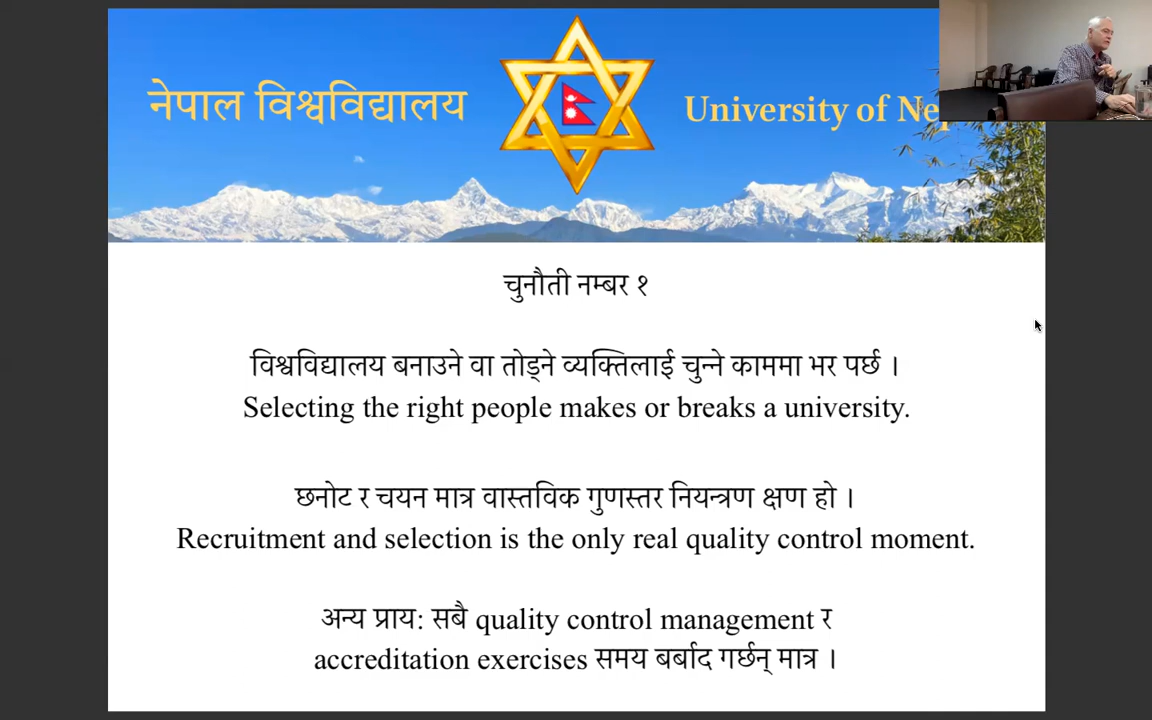 नेपाल विश्वविद्यालय
University of Nep
चुनौती नम्बर १
विश्वविद्यालय बनाउने वा तोड्ने व्यक्तिलाई चुन्ने काममा भर पर्छ ।
Selecting the right people makes or breaks a university.
छनोट र चयन मात्र वास्तविक गुणस्तर नियन्त्रण क्षण हो ।
Recruitment and selection is the only real quality control moment.
अन्य प्राय: सबै quality control management र
accreditation exercises समय बर्बाद गर्छन् मात्र ।